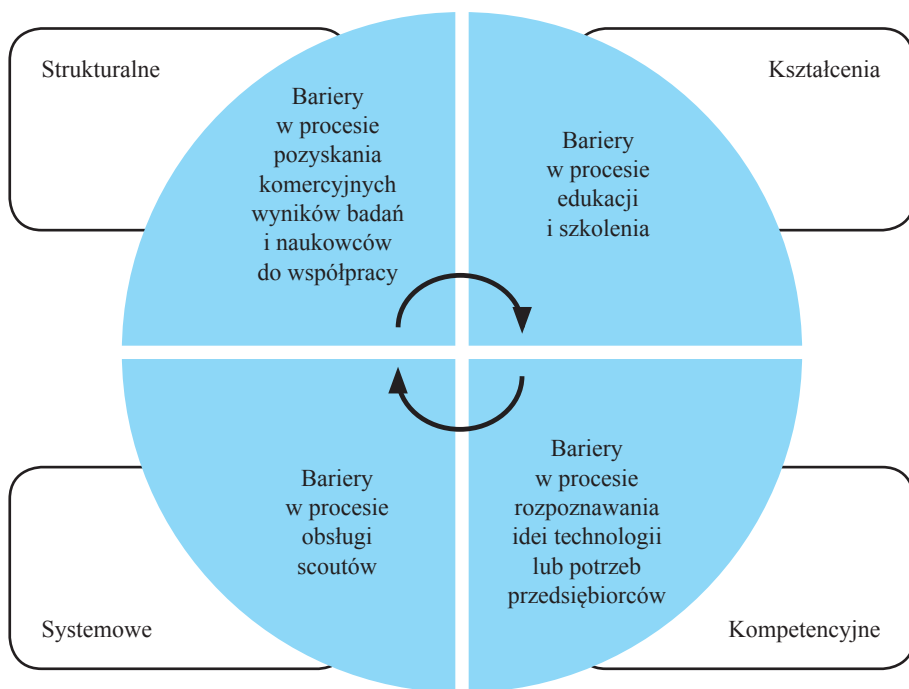 Strukturalne
Kształcenia
Bariery
w procesie
pozyskania
komercyjnych
wyników badań
i naukowców
do współpracy
Bariery
w procesie
edukacji
i szkolenia
Bariery
w procesie
obsługi
scoutów
Bariery
w procesie
rozpoznawania
idei technologii
lub potrzeb
przedsiębiorców
Systemowe
Kompetencyjne